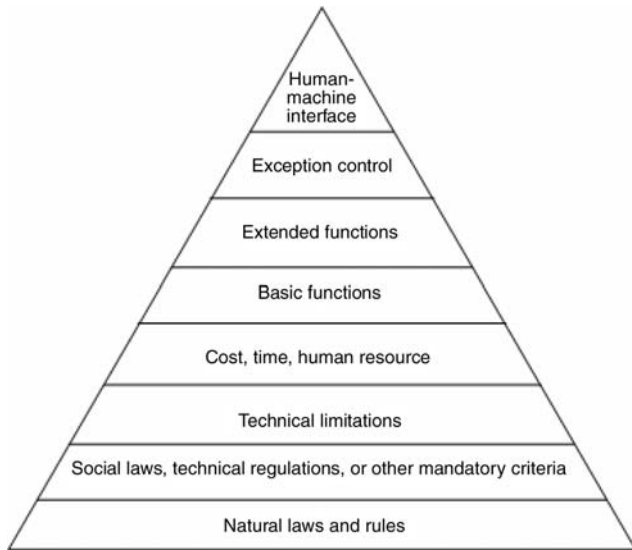 Human-
machine
interface
Exception control
Extended functions
Basic functions
Cost, time, human resource
Technical limitations
Social laws, technical regulations, or other mandatory criteria
Natural laws and rules